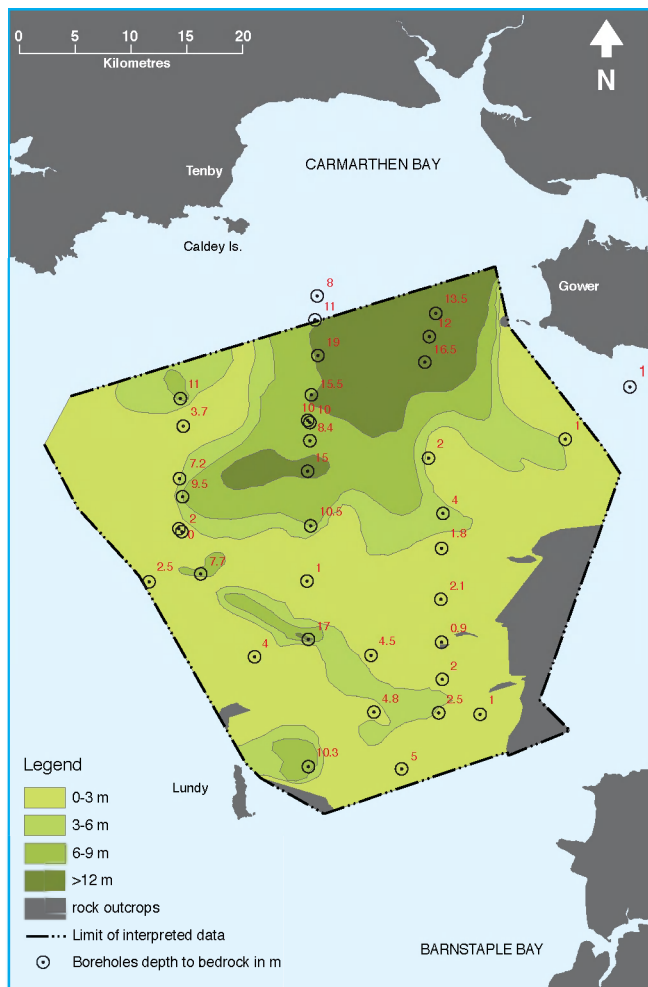 0 5 10 15 20
Kilometres
N
CARMARTHEN BAY
Tenby
Caldey Is.
Gower
8
11
13.5
12
19
16.5
1
11
15.5
3.7
10 10
8.4
1
2
15
7.2
9.5
4
10.5
2
0
1.8
7.7
2.5
1
2.1
17
0.9
4
4.5
2
4.8
2.5
1
10.3
5
Lundy
Legend
0-3 m
3-6 m
6-9 m
>12 m
rock outcrops
Limit of interpreted data
Boreholes depth to bedrock in m
BARNSTAPLE BAY